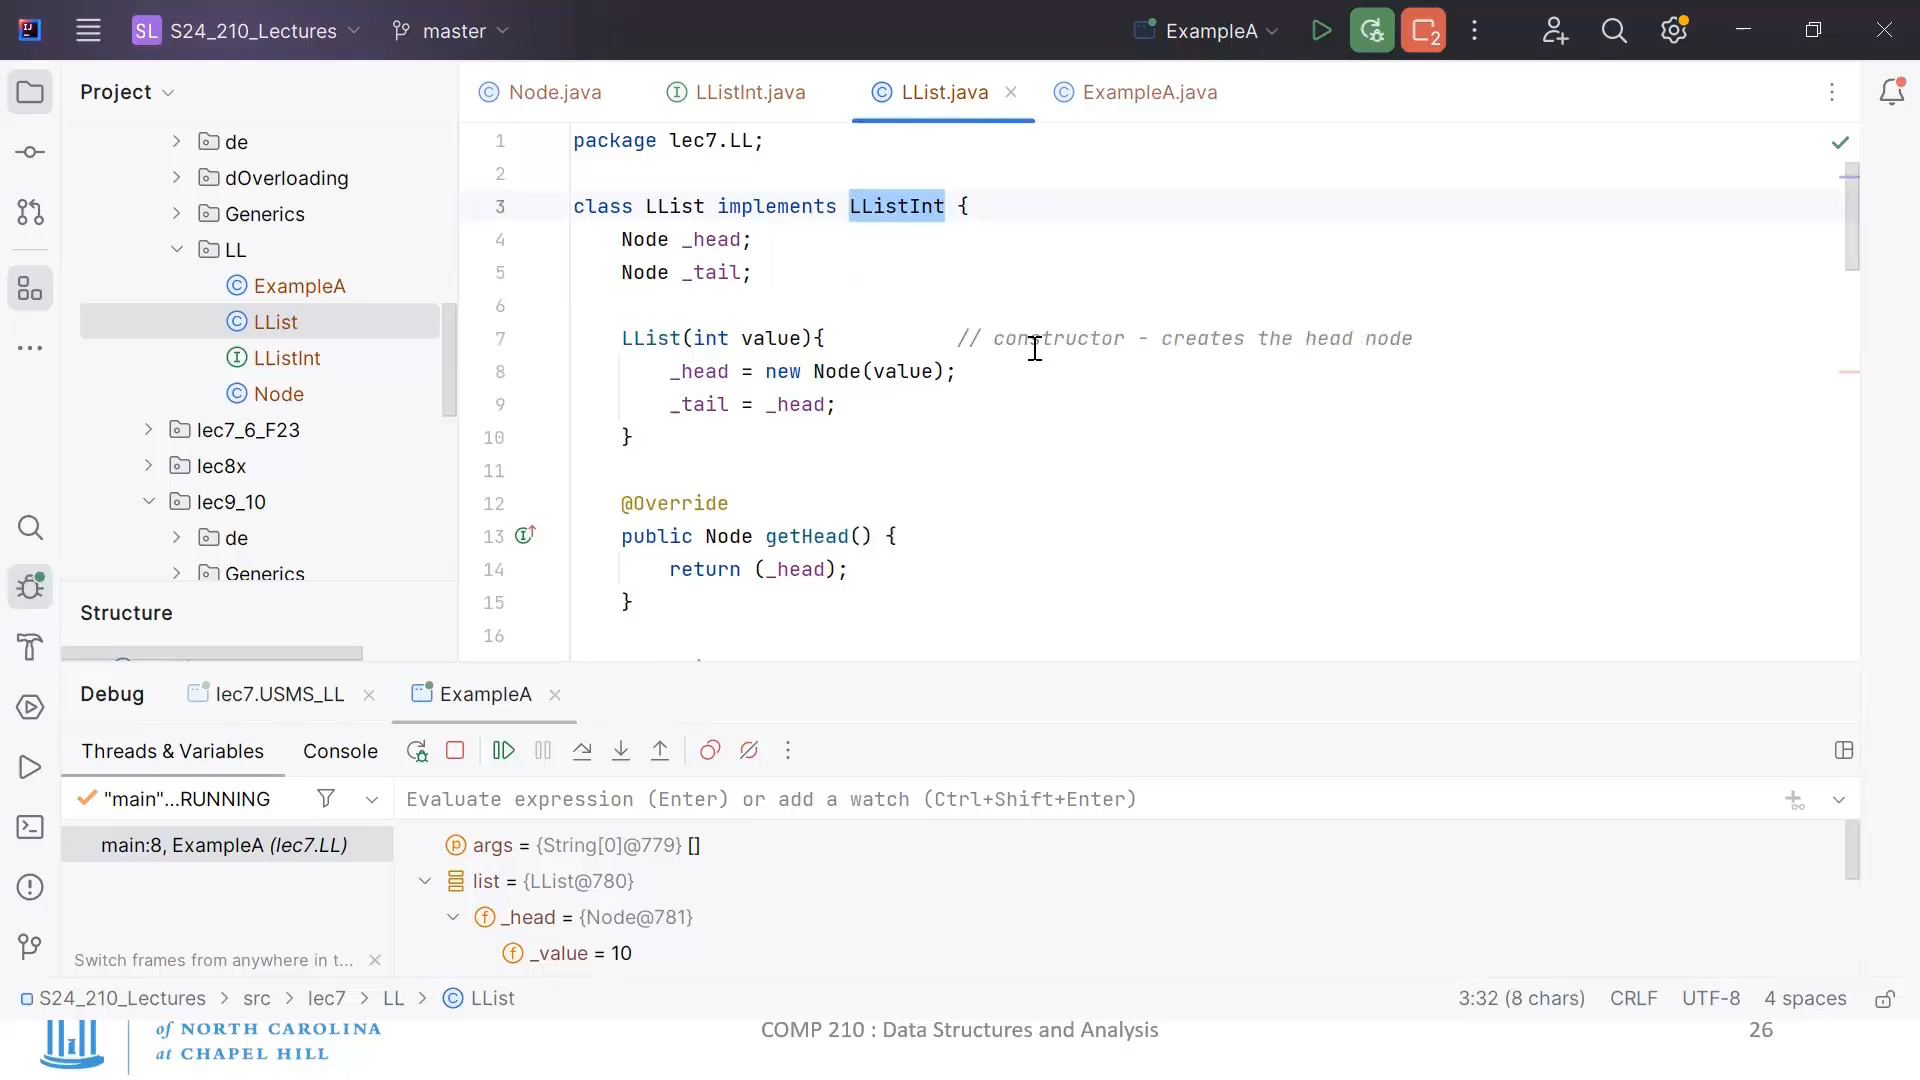 SL S24_210_Lectures master ExampleA 2
Project
Node.java LListInt.java LList.java ExampleA.java
de
dOverloading
Generics
LL
ExampleA
LList
LListInt
Node
lec7_6_F23
lec8x
lec9_10
de
Generics
Structure
1 package lec7.LL;
2
3 class LList implements LListInt {
4 Node _head;
5 Node _tail;
6
7 LList(int value){ // constructor - creates the head node
8 _head = new Node(value);
9 _tail = _head;
10 }
11
12 @Override
13 public Node getHead() {
14 return (_head);
15 }
16
Debug lec7.USMS_LL ExampleA
Threads & Variables Console
"main"...RUNNING Evaluate expression (Enter) or add a watch (Ctrl+Shift+Enter)
main:8, ExampleA (lec7.LL)
args = {String[0]@779} []
list = {LList@780}
_head = {Node@781}
_value = 10
Switch frames from anywhere in t...
S24_210_Lectures > src > lec7 > LL > LList 3:32 (8 chars) CRLF UTF-8 4 spaces
of NORTH CAROLINA
at CHAPEL HILL
COMP 210 : Data Structures and Analysis
26